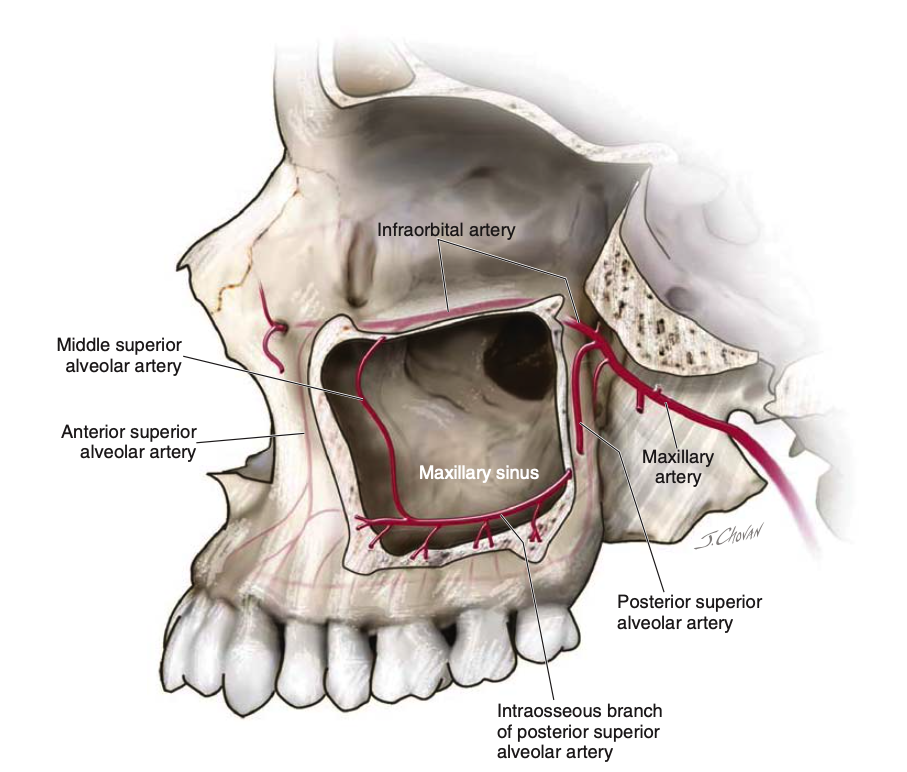 Infraorbital artery
Middle superior
alveolar artery
Anterior superior
alveolar artery
Maxillary sinus
Maxillary
artery
J. CHOVAN
Posterior superior
alveolar artery
Intraosseous branch
of posterior superior
alveolar artery